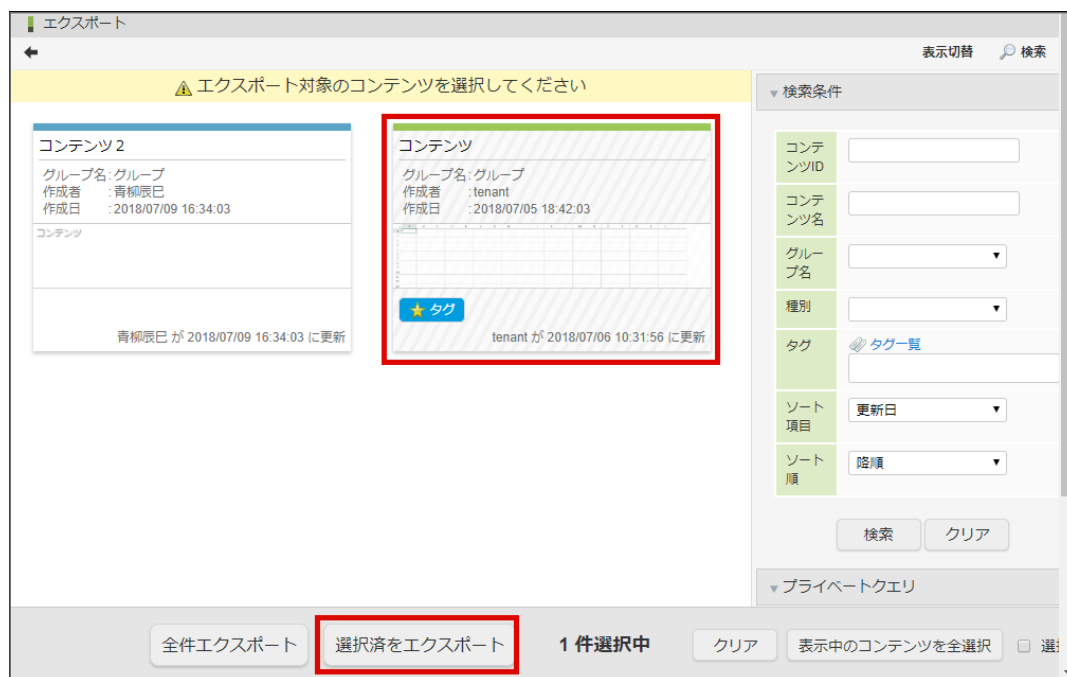 エクスポート
表示切替 検索
エクスポート対象のコンテンツを選択してください
コンテンツ 2
グループ名:グループ
作成者 :青柳辰巳
作成日 :2018/07/09 16:34:03
コンテンツ
青柳辰巳 が 2018/07/09 16:34:03 に更新
コンテンツ
グループ名:グループ
作成者 :tenant
作成日 :2018/07/05 18:42:03
タグ
tenant が 2018/07/06 10:31:56 に更新
検索条件
コンテ
ンツID
コンテ
ンツ名
グルー
プ名
種別
タグ
タグ一覧
ソート
項目
更新日
ソート
順
降順
検索 クリア
プライベートクエリ
全件エクスポート 選択済をエクスポート 1 件選択中 クリア 表示中のコンテンツを全選択 選